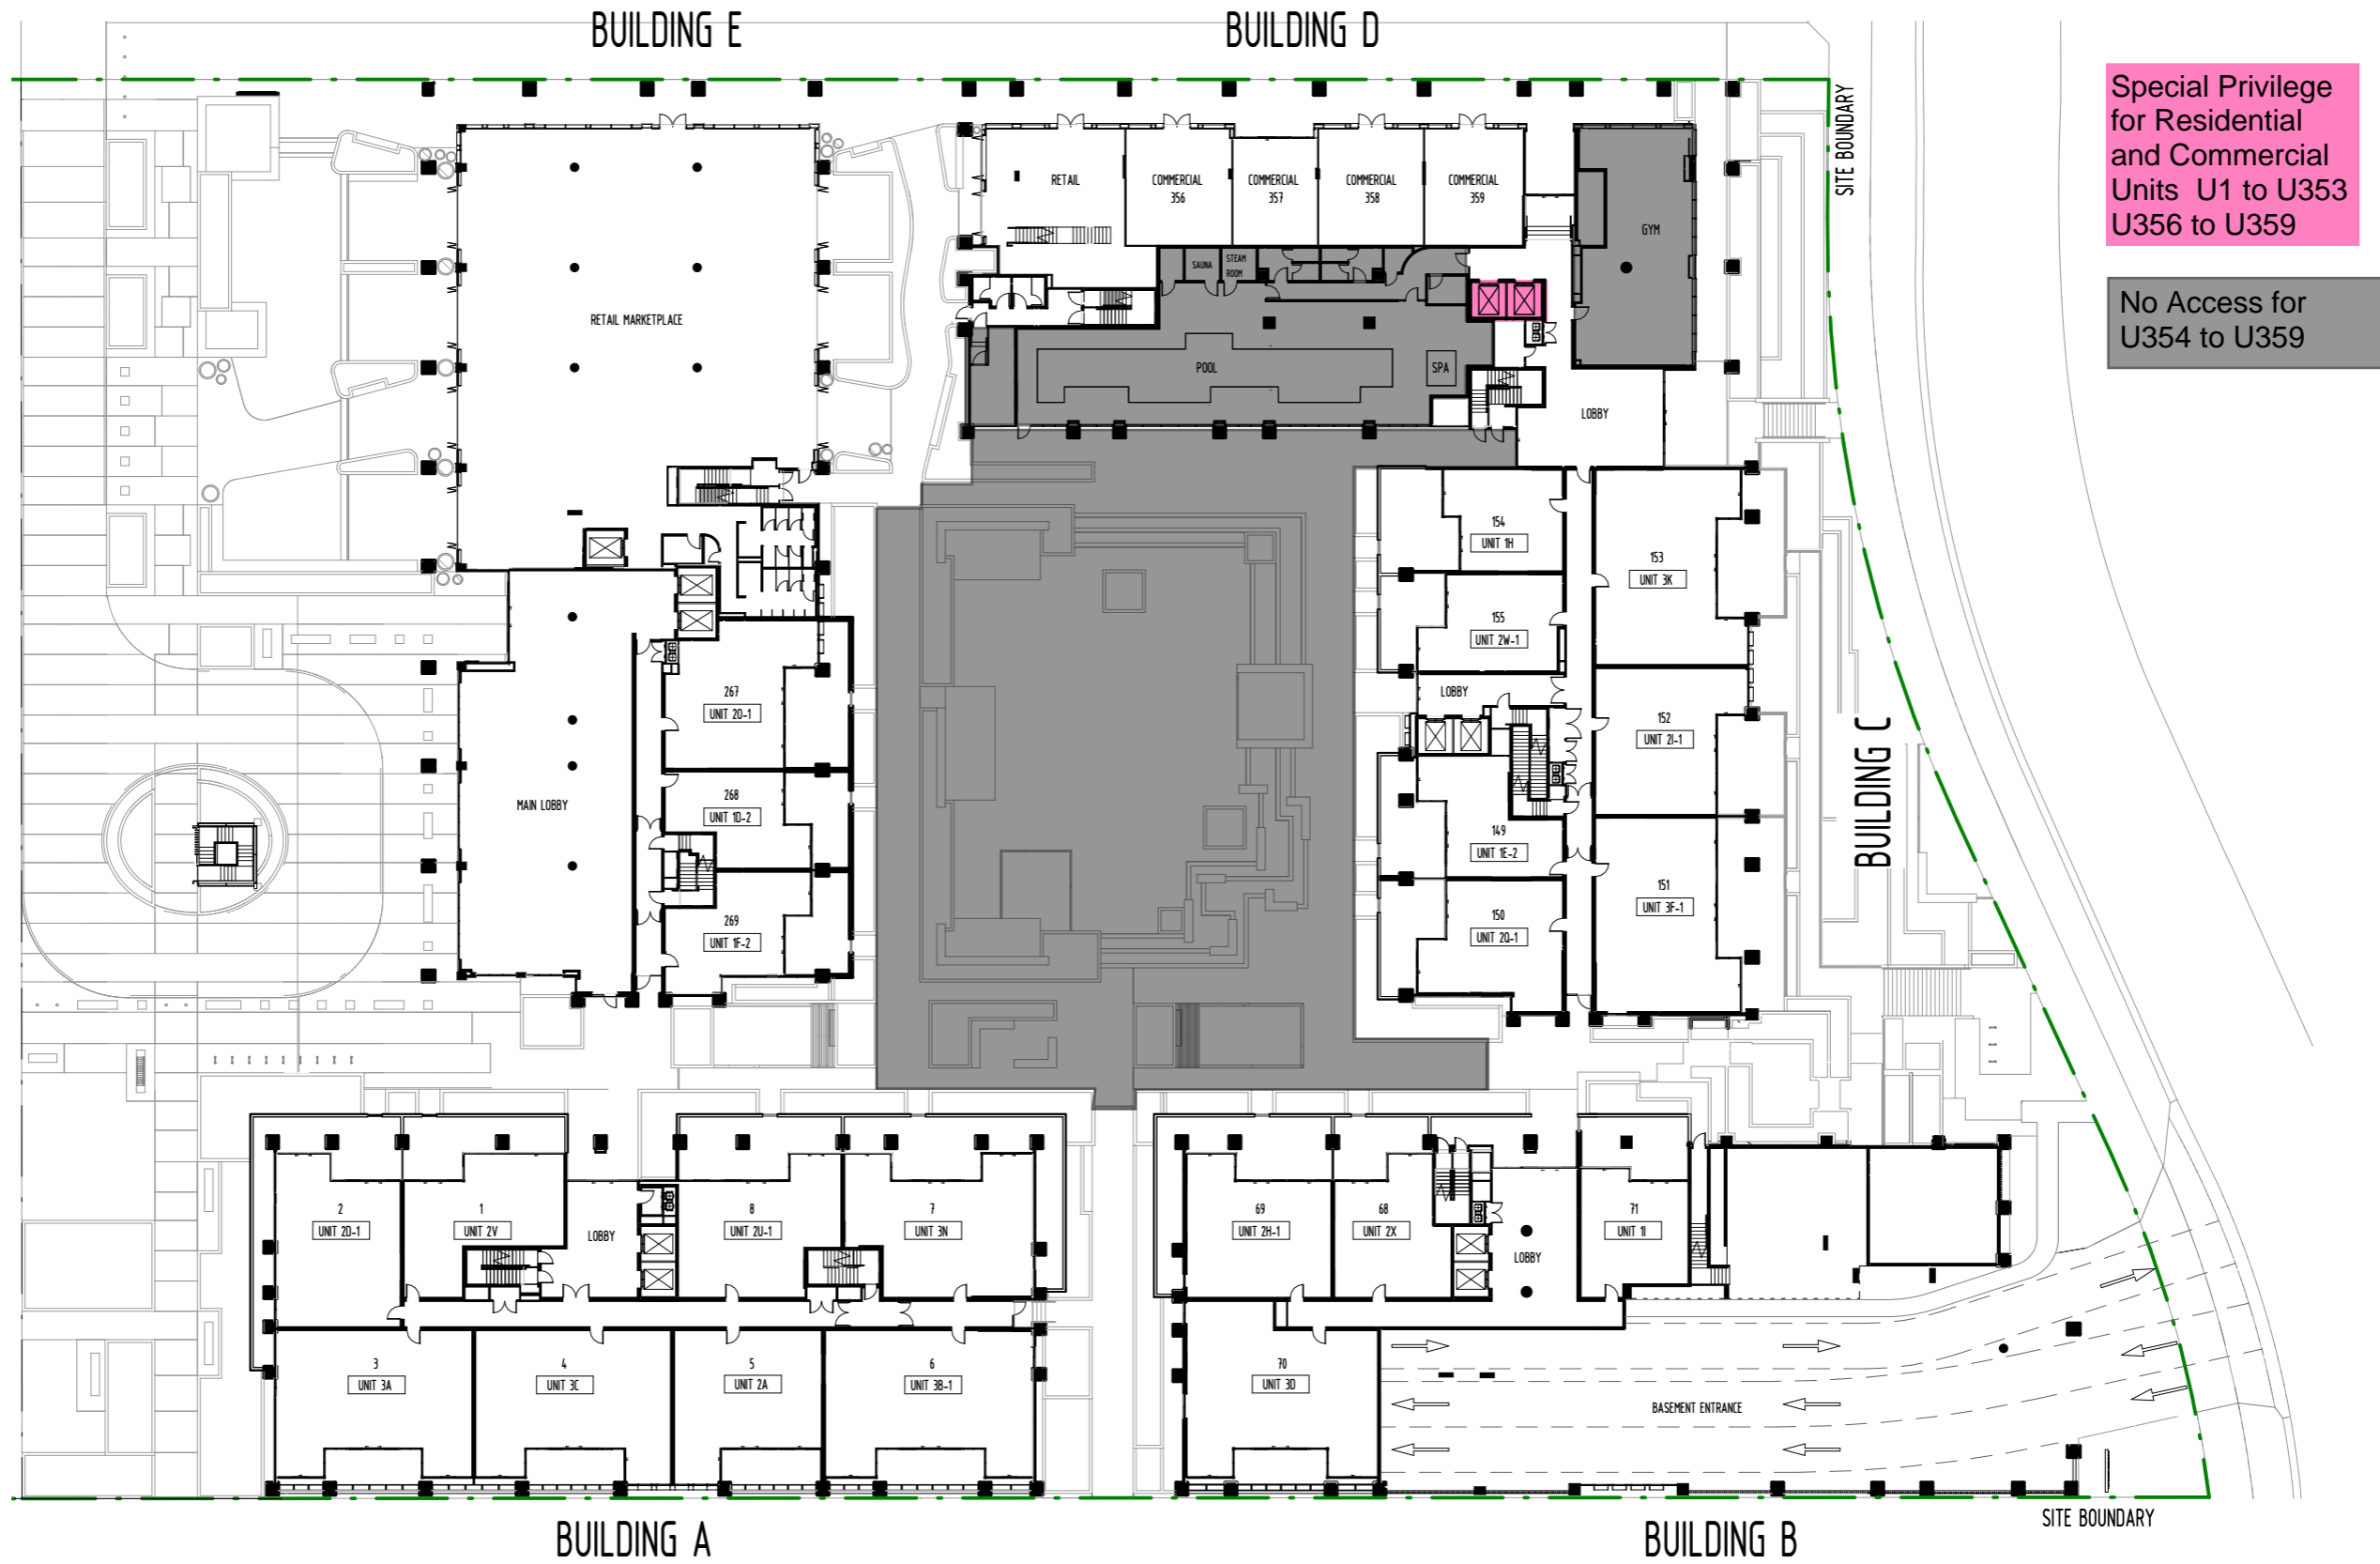 BUILDING E
BUILDING D
SITE BOUNDARY
Special Privilege
for Residential
and Commercial
Units U1 to U353
U356 to U359
No Access for
U354 to U359
RETAIL
COMMERCIAL
356
COMMERCIAL
357
COMMERCIAL
358
COMMERCIAL
359
GYM
SAUNA
STEAM
ROOM
RETAIL MARKETPLACE
POOL
SPA
LOBBY
154
UNIT 1H
153
UNIT 3K
155
UNIT 2W-1
267
UNIT 2O-1
LOBBY
152
UNIT 2I-1
BUILDING C
MAIN LOBBY
268
UNIT 1D-2
149
UNIT 1E-2
151
UNIT 3F-1
269
UNIT 1F-2
150
UNIT 2Q-1
2
UNIT 2D-1
1
UNIT 2V
LOBBY
8
UNIT 2U-1
7
UNIT 3N
69
UNIT 2H-1
68
UNIT 2X
LOBBY
71
UNIT 1I
3
UNIT 3A
4
UNIT 3C
5
UNIT 2A
6
UNIT 3B-1
70
UNIT 3D
BASEMENT ENTRANCE
SITE BOUNDARY
BUILDING A
BUILDING B